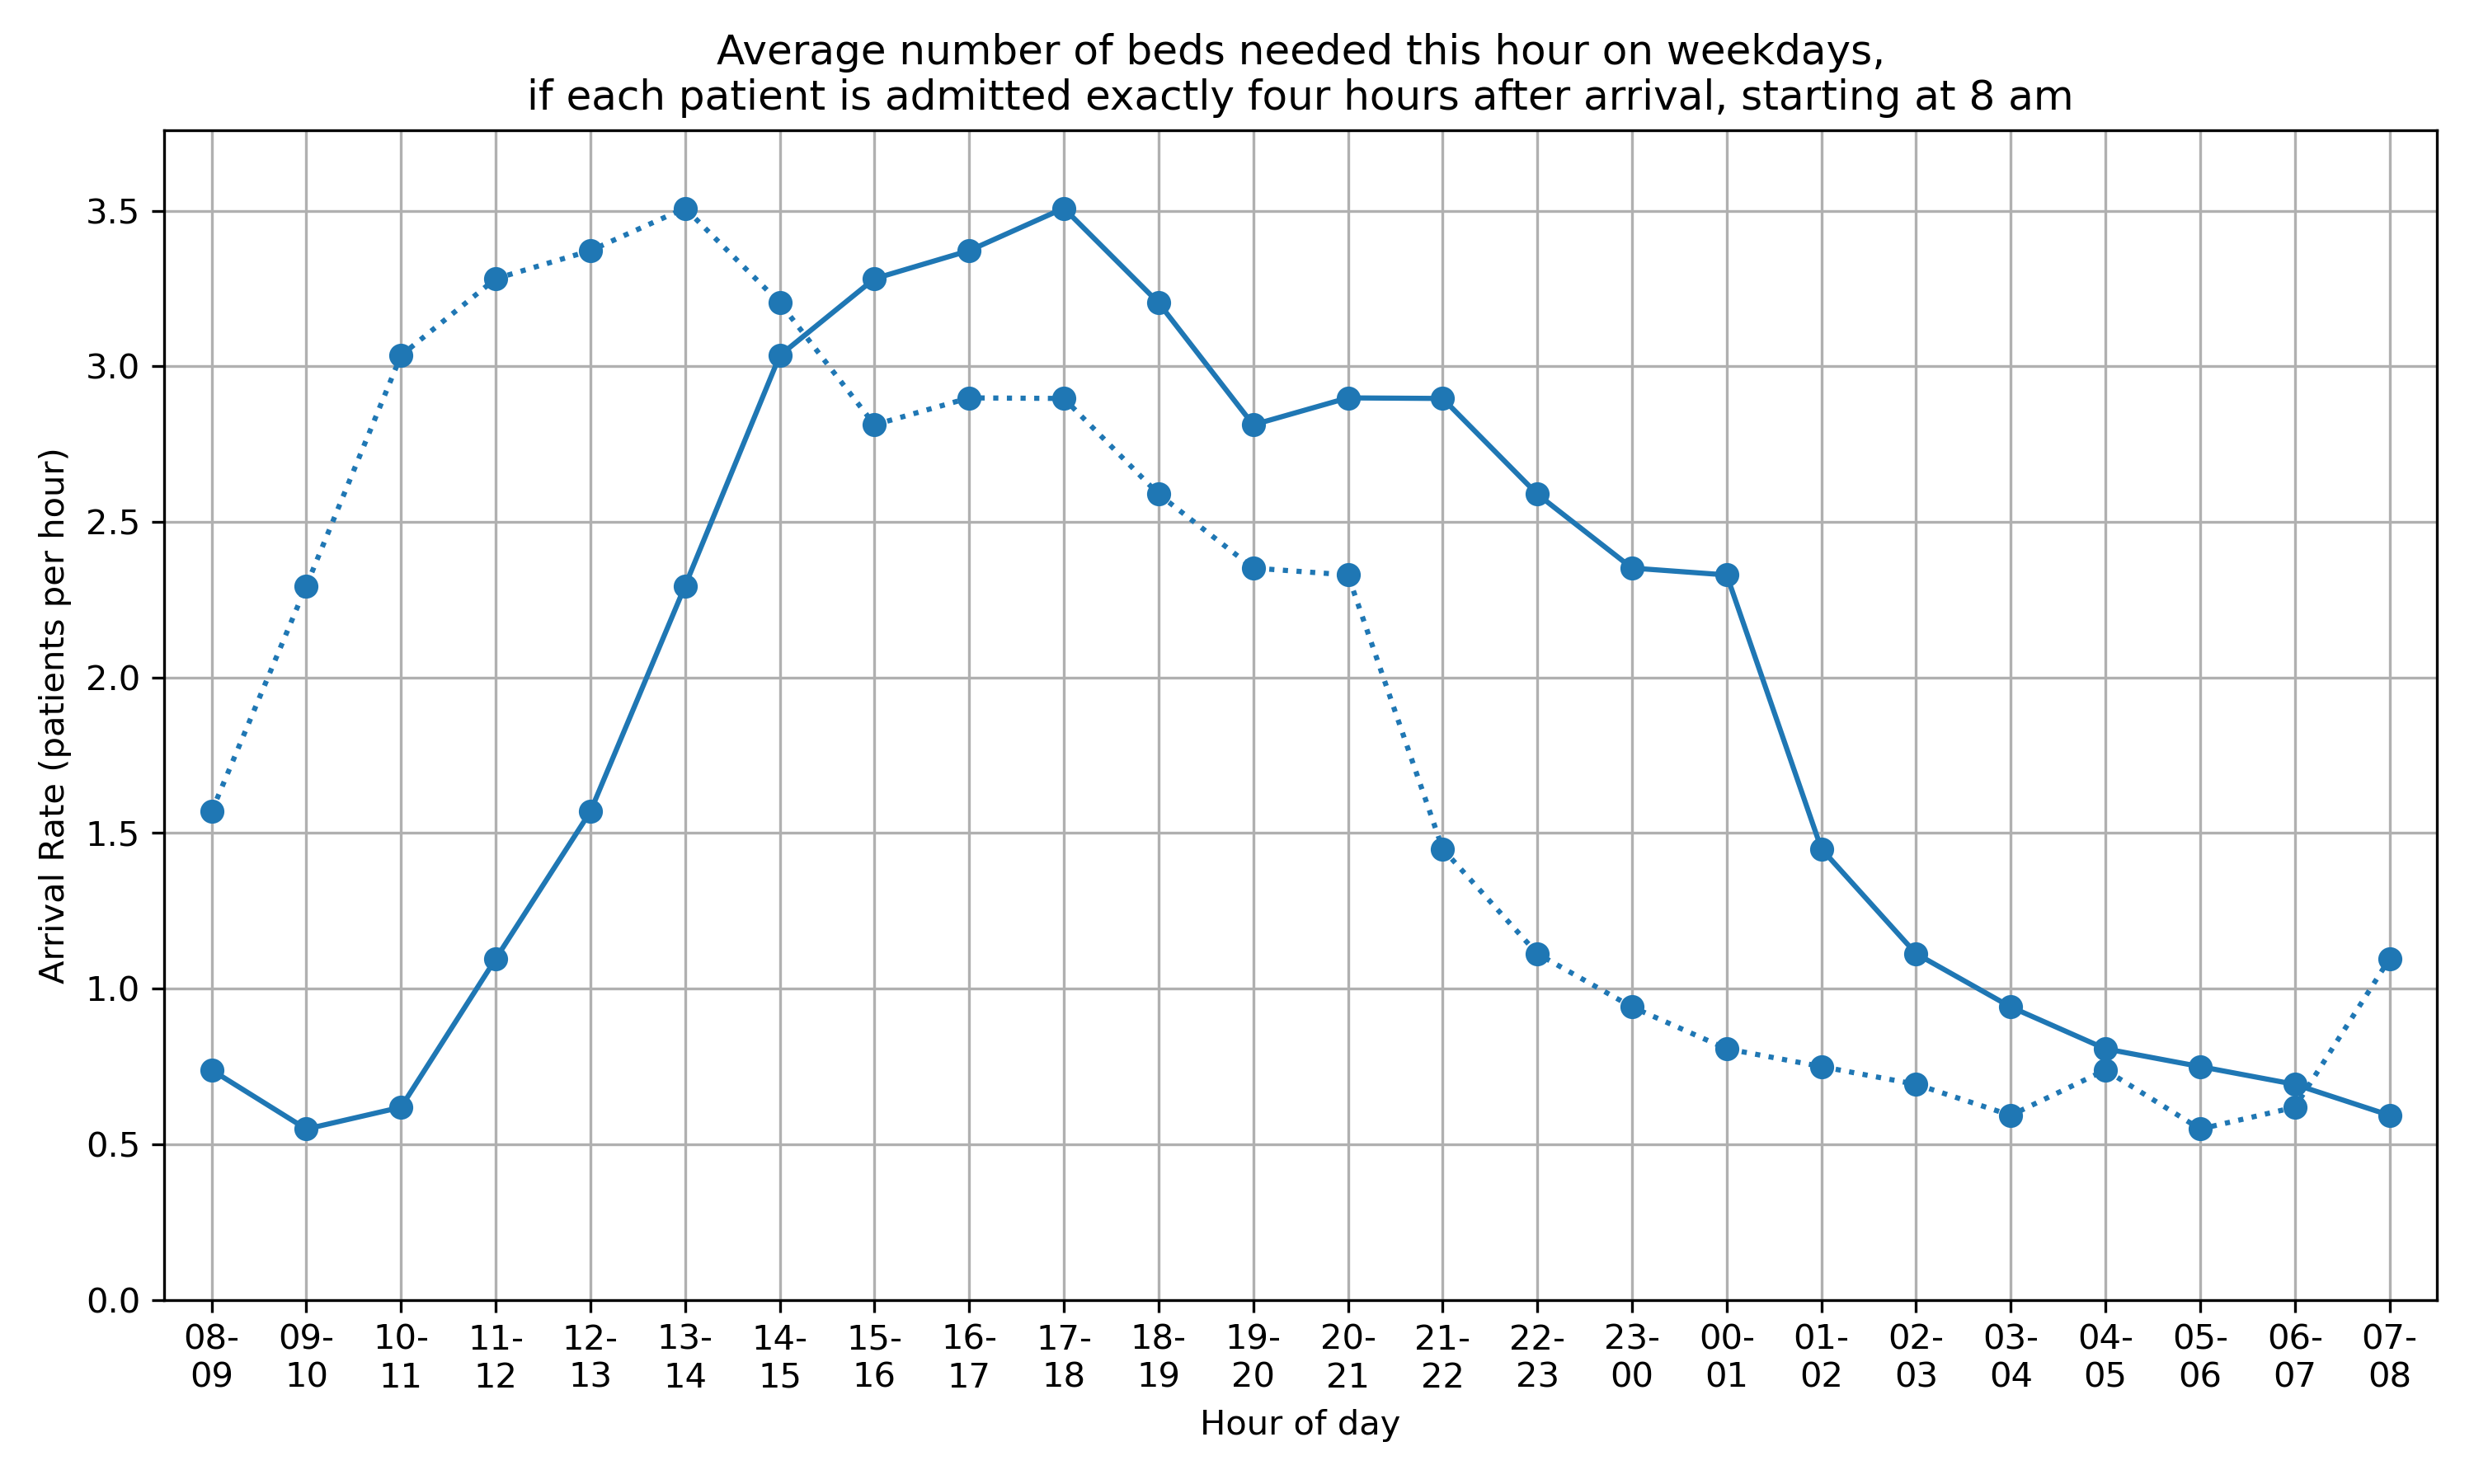 Average number of beds needed this hour on weekdays,
if each patient is admitted exactly four hours after arrival, starting at 8 am
Arrival Rate (patients per hour)
3.5
3.0
2.5
2.0
1.5
1.0
0.5
0.0
08- 09- 10- 11- 12- 13- 14- 15- 16- 17- 18- 19- 20- 21- 22- 23- 00- 01- 02- 03- 04- 05- 06- 07-
09 10 11 12 13 14 15 16 17 18 19 20 21 22 23 00 01 02 03 04 05 06 07 08
Hour of day